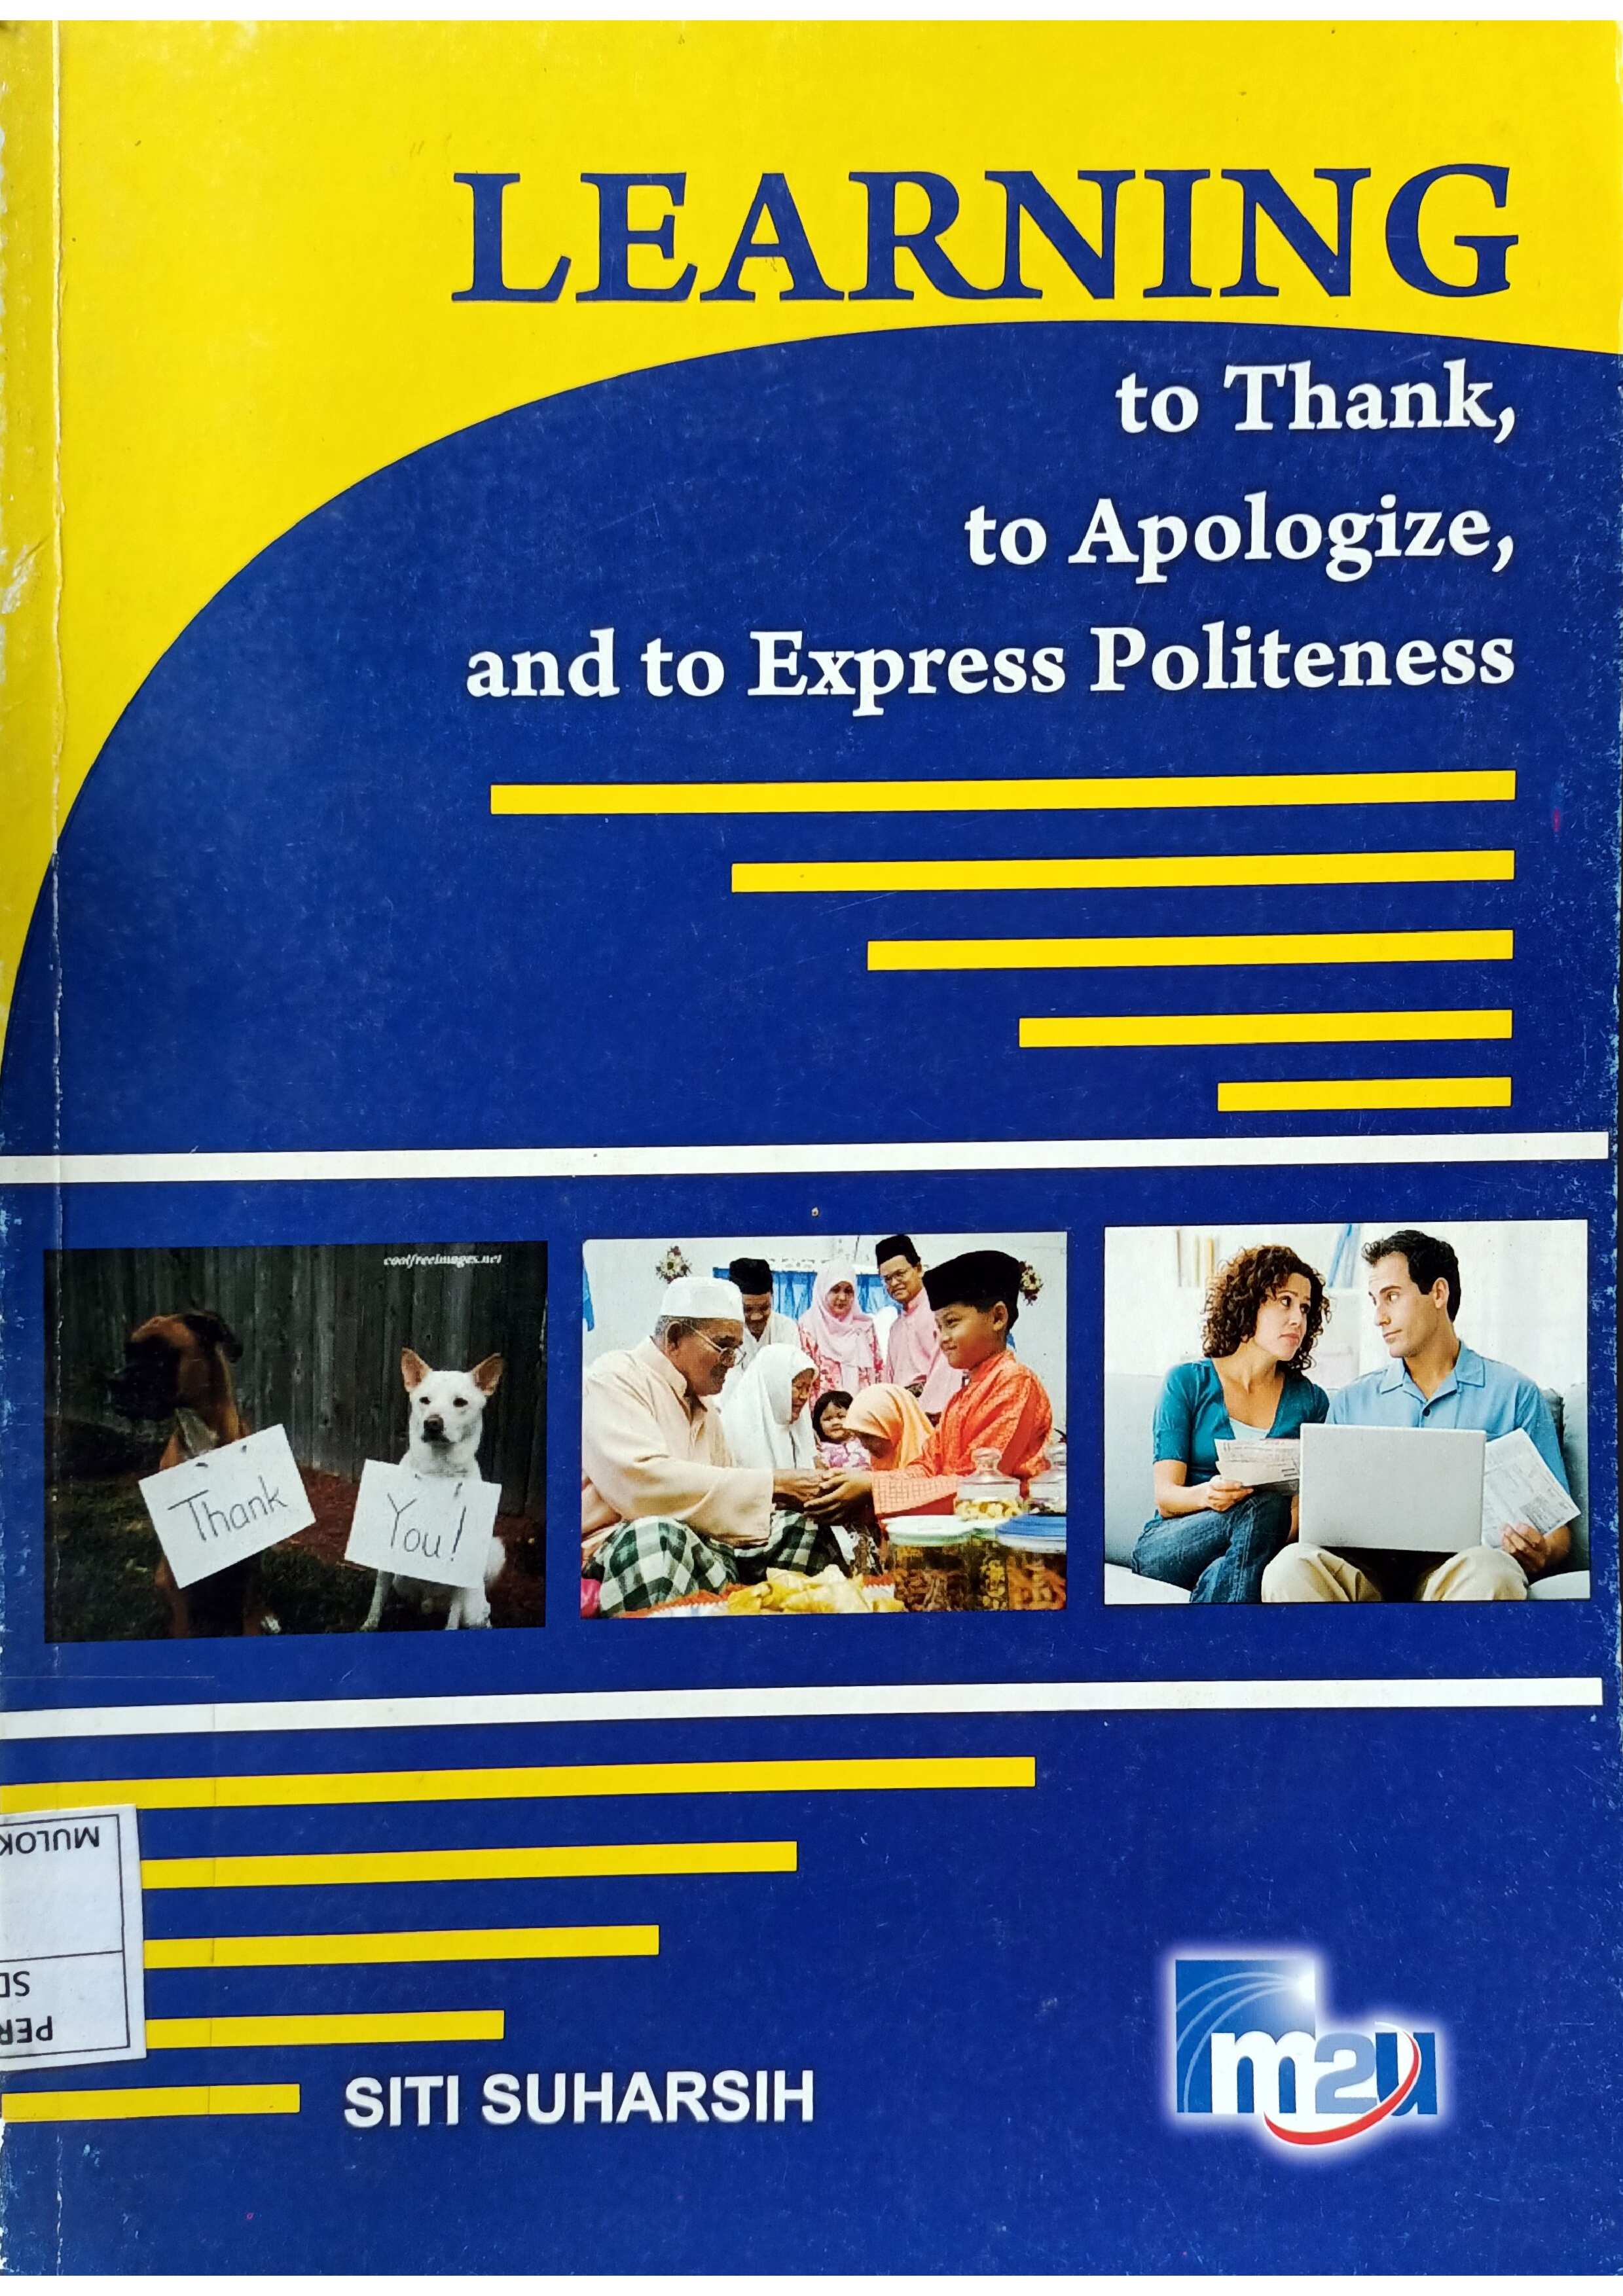 LEARNING
to Thank,
to Apologize,
and to Express Politeness
coolfreeimages.net
Thank
You!
MULOK
SD
PER
SITI SUHARSIH
m2u